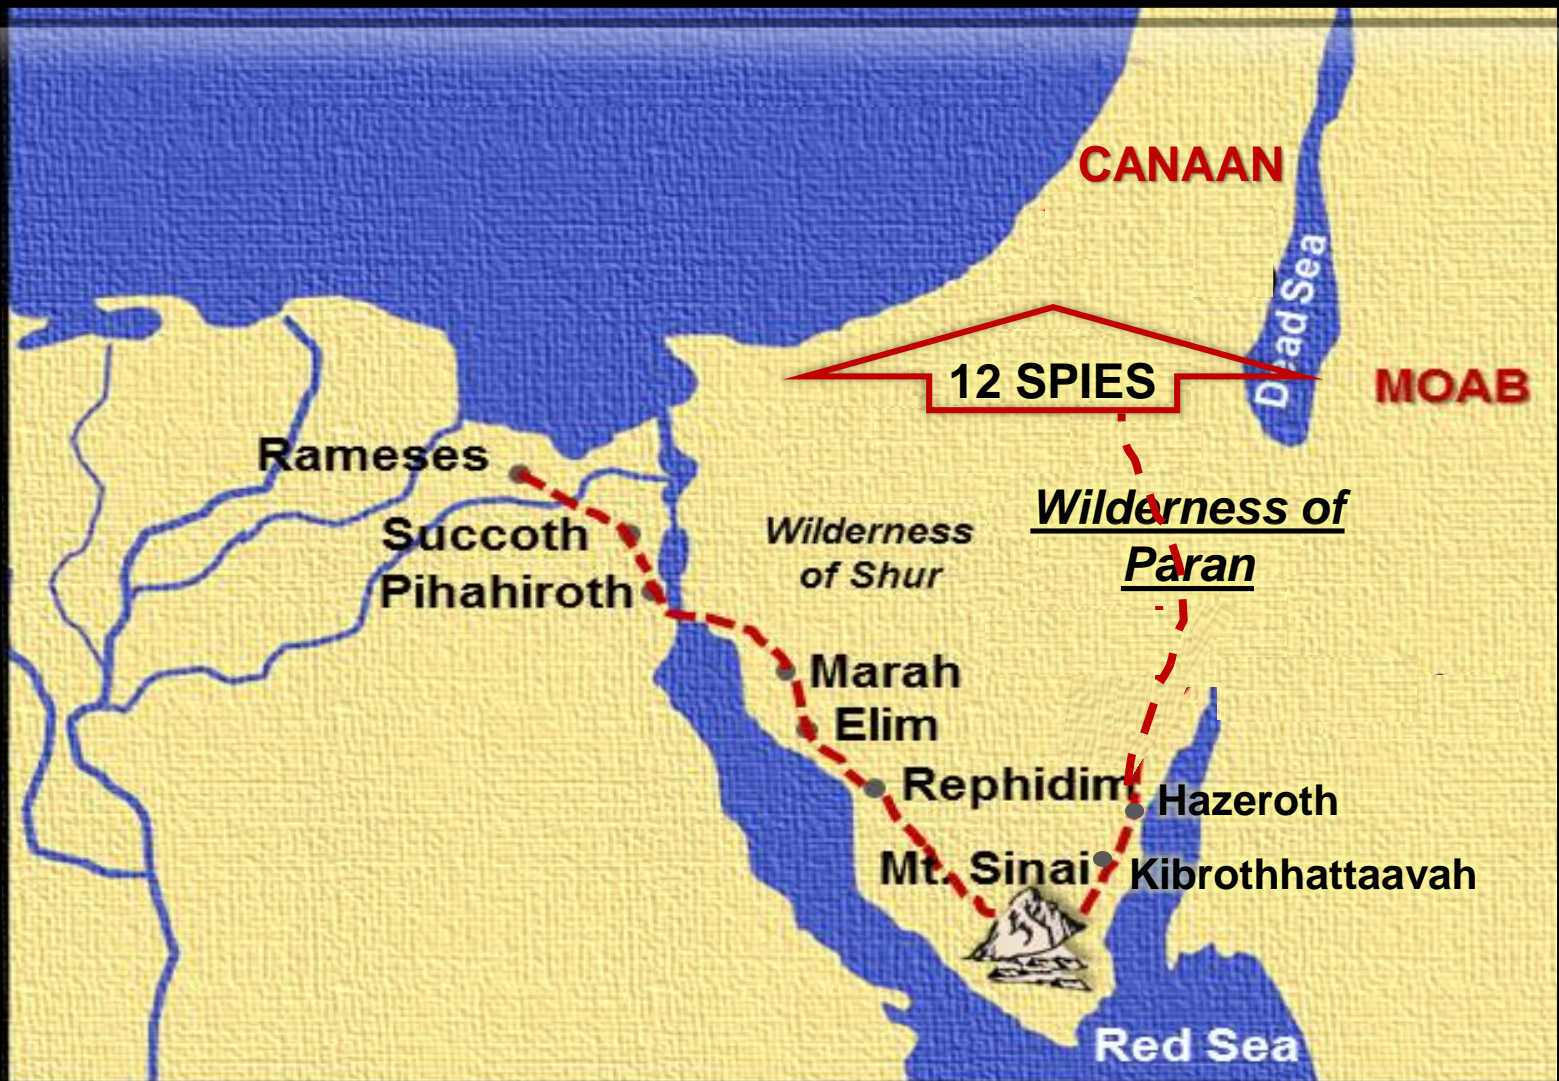 CANAAN
Dead Sea
12 SPIES
MOAB
Rameses
Succoth
Pihahiroth
Wilderness
of Shur
Wilderness of
Paran
Marah
Elim
Rephidim
Hazeroth
Mt. Sinai
Kibrothhattaavah
Red Sea